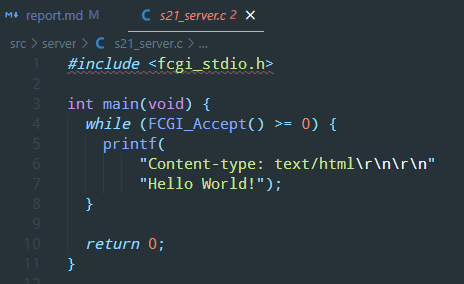 report.md M C s21_server.c 2 ×
src > server > C s21_server.c > ...
1 #include <fcgi_stdio.h>
2
3 int main(void) {
4 while (FCGI_Accept() >= 0) {
5 printf(
6 "Content-type: text/html\r\n\r\n"
7 "Hello World!");
8 }
9
10 return 0;
11 }
12